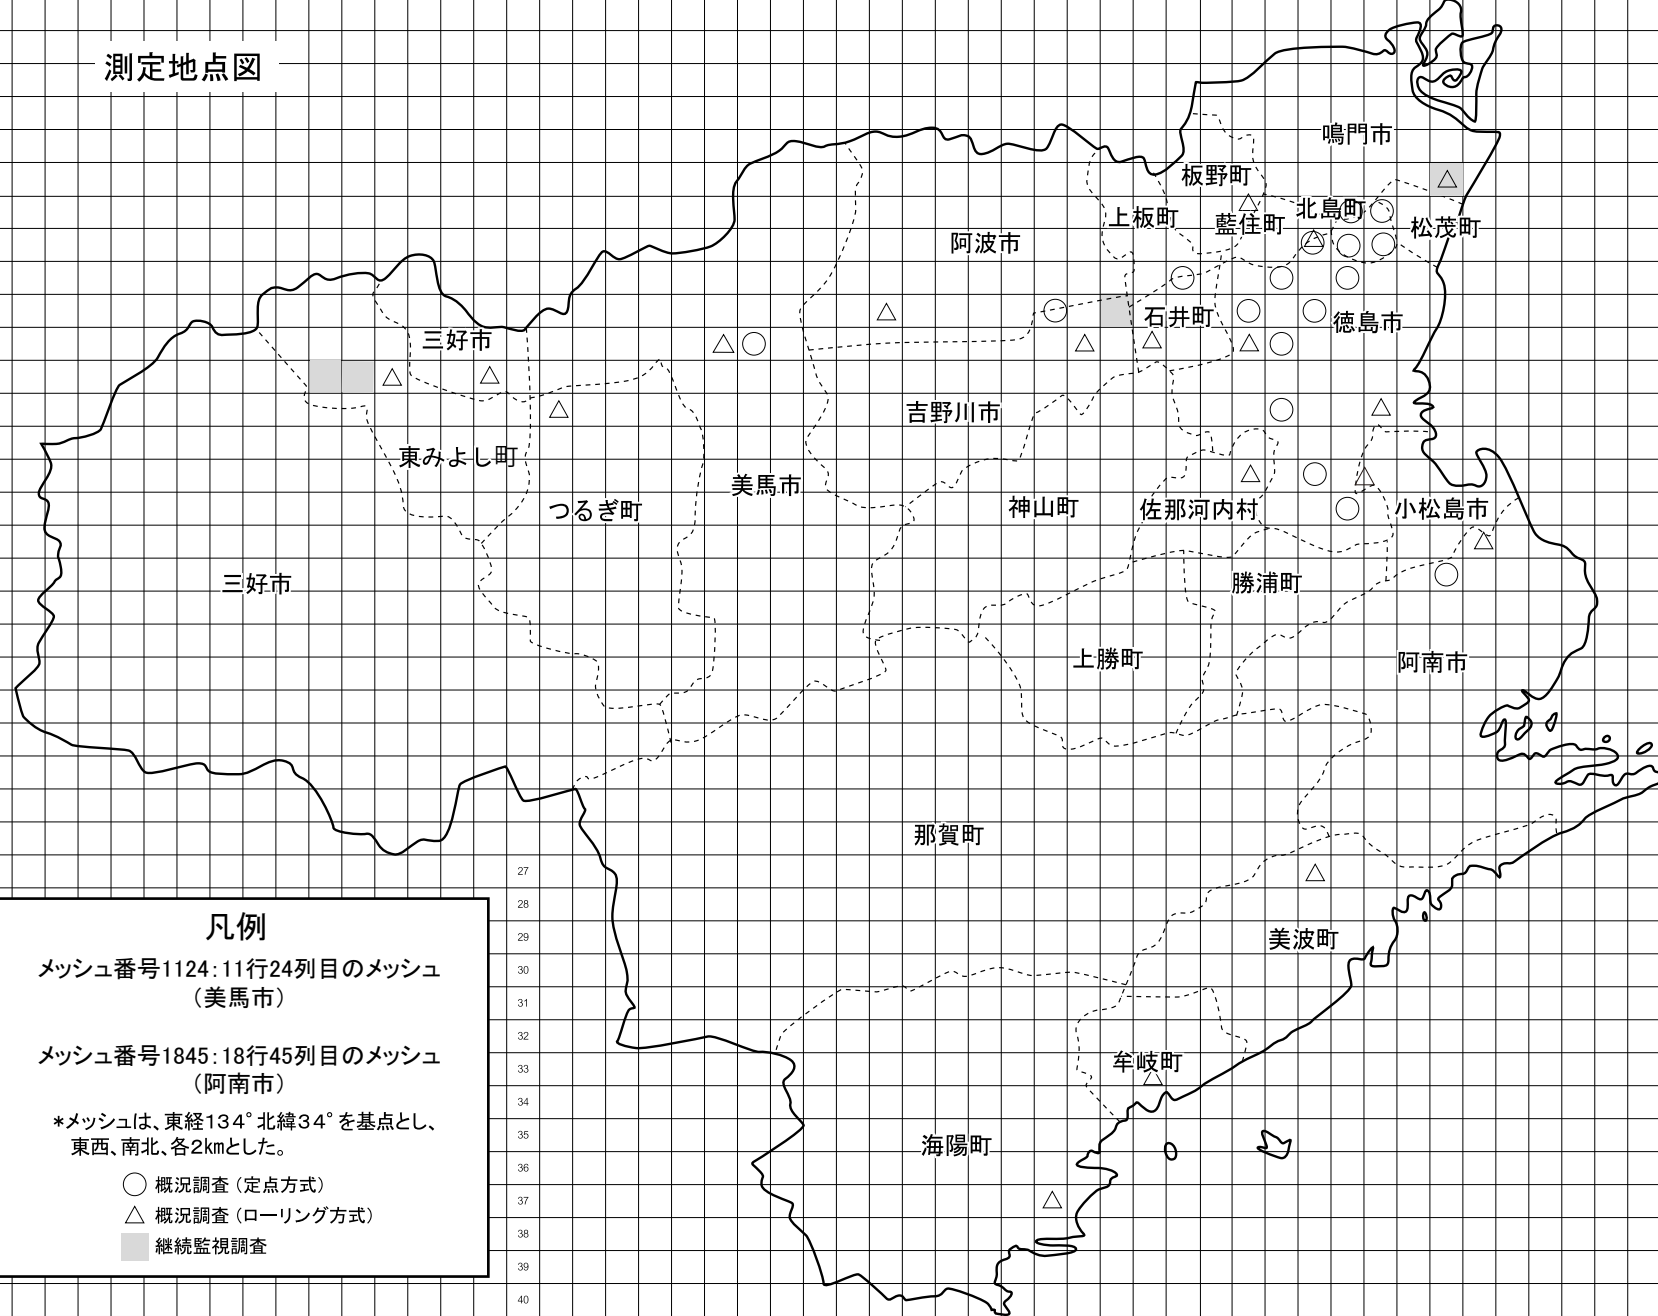 測定地点図
鳴門市
板野町
上板町
藍住町
北島町
松茂町
阿波市
石井町
徳島市
三好市
吉野川市
東みよし町
美馬市
つるぎ町
神山町
佐那河内村
小松島市
三好市
勝浦町
上勝町
阿南市
那賀町
美波町
牟岐町
海陽町
27
28
29
30
31
32
33
34
35
36
37
38
39
40
凡例
メッシュ番号1124:11行24列目のメッシュ
(美馬市)
メッシュ番号1845:18行45列目のメッシュ
(阿南市)
*メッシュは、東経134°北緯34°を基点とし、
東西、南北、各2kmとした。
概況調査(定点方式)
概況調査(ローリング方式)
継続監視調査